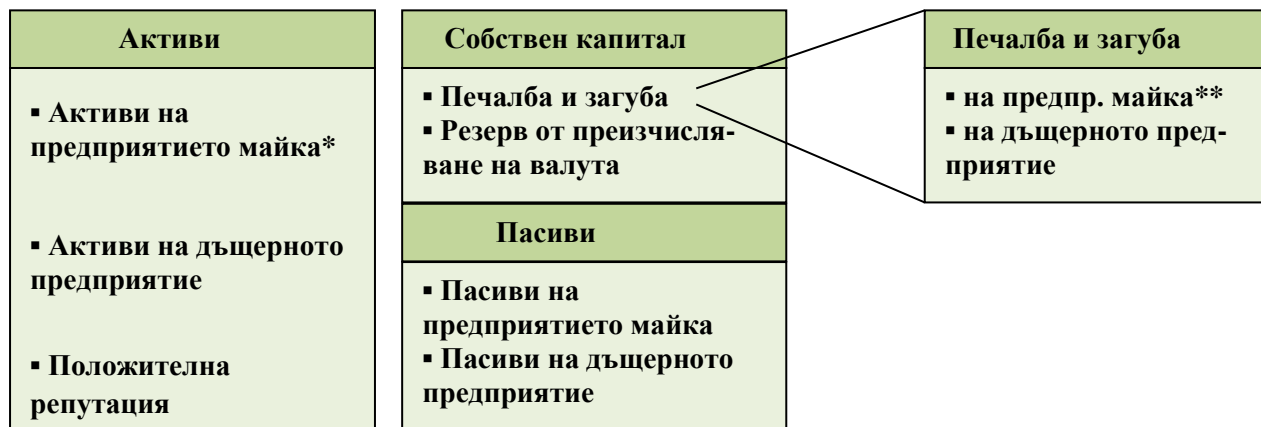 Активи
▪ Активи на
предприятието майка*
▪ Активи на дъщерното
предприятие
▪ Положителна
репутация
Собствен капитал
▪ Печалба и загуба
▪ Резерв от преизчисля-
ване на валута
Пасиви
▪ Пасиви на
предприятието майка
▪ Пасиви на дъщерното
предприятие
Печалба и загуба
▪ на предпр. майка**
▪ на дъщерното пред-
приятие